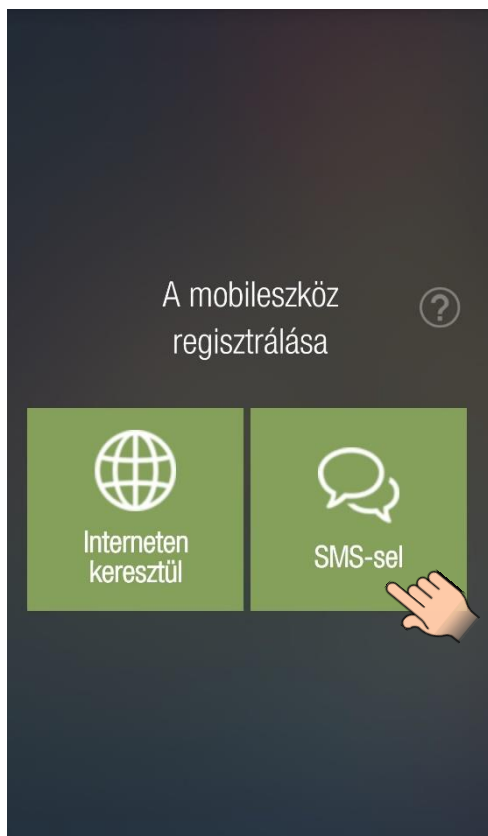 A mobileszköz
regisztrálása
?
Interneten
keresztül
SMS-sel